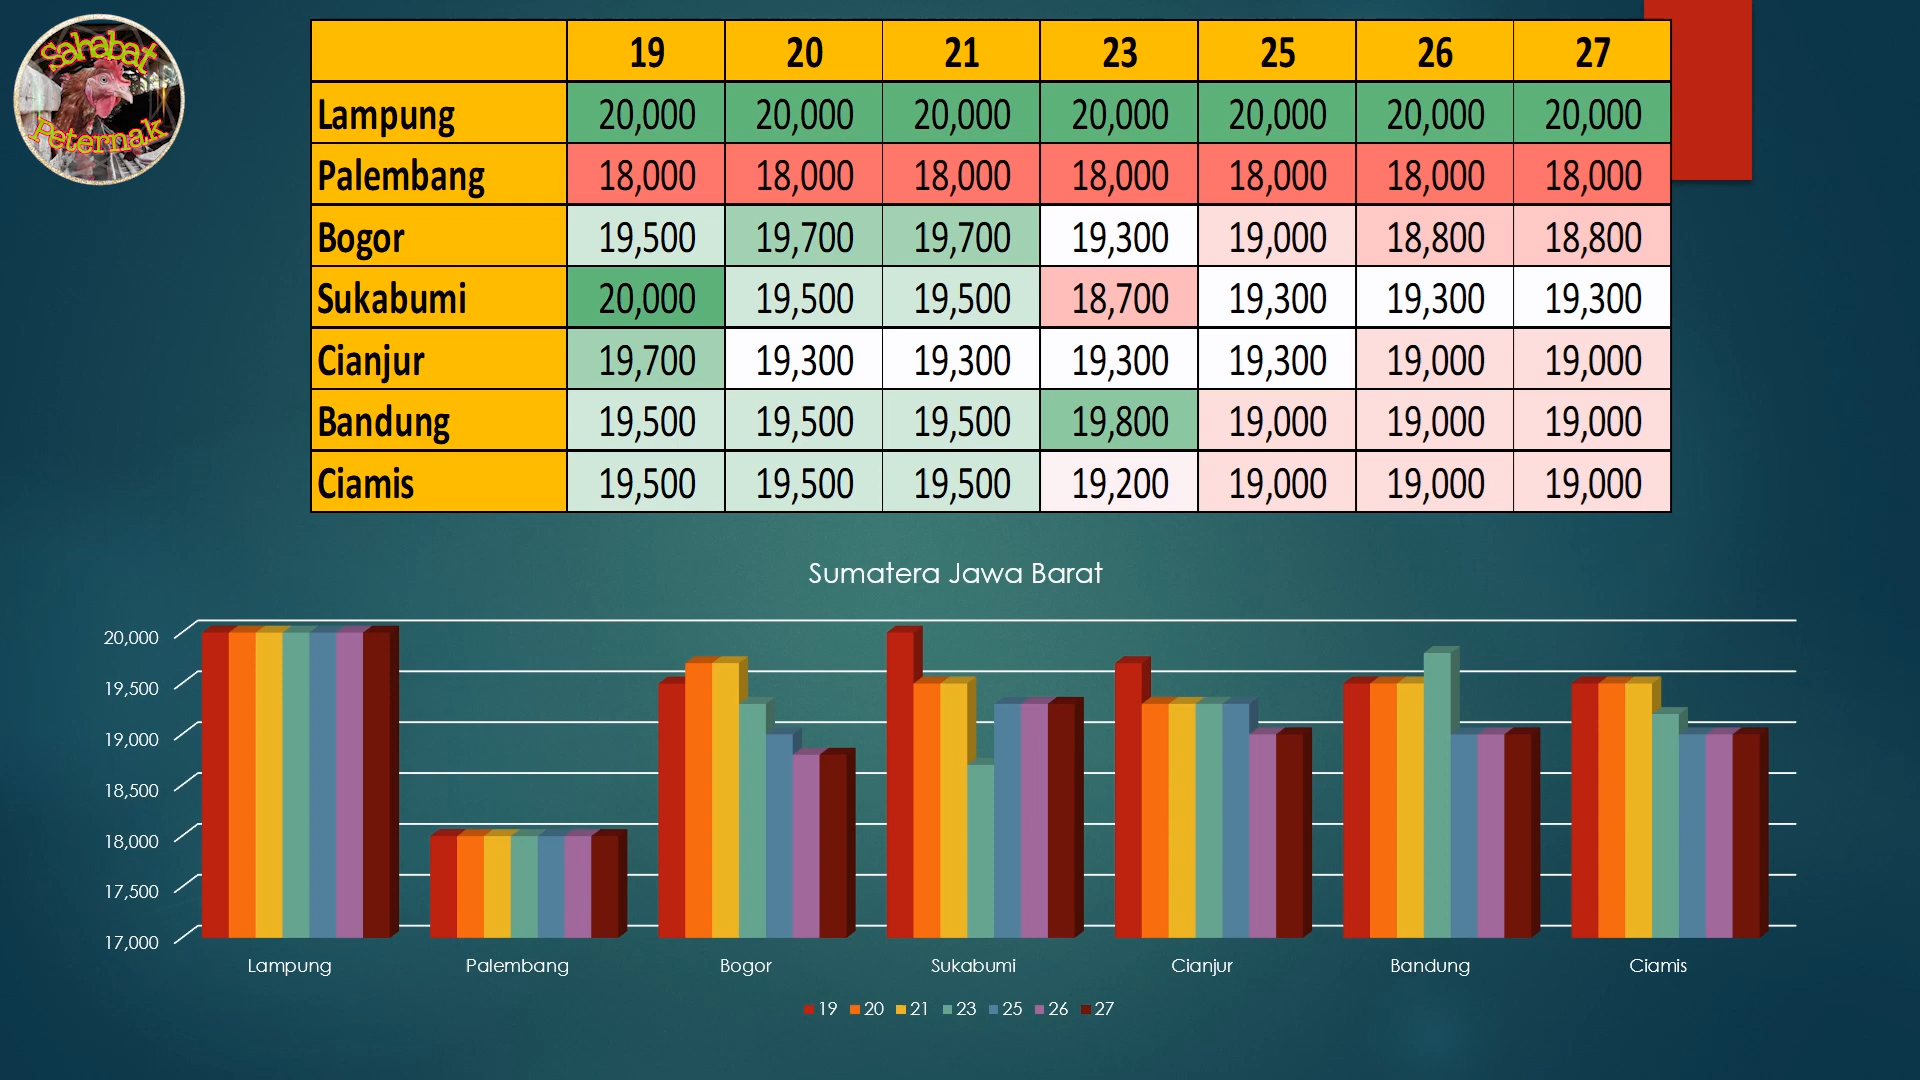 Sahabat
Peternak
19 20 21 23 25 26 27
Lampung 20,000 20,000 20,000 20,000 20,000 20,000 20,000
Palembang 18,000 18,000 18,000 18,000 18,000 18,000 18,000
Bogor 19,500 19,700 19,700 19,300 19,000 18,800 18,800
Sukabumi 20,000 19,500 19,500 18,700 19,300 19,300 19,300
Cianjur 19,700 19,300 19,300 19,300 19,300 19,000 19,000
Bandung 19,500 19,500 19,500 19,800 19,000 19,000 19,000
Ciamis 19,500 19,500 19,500 19,200 19,000 19,000 19,000
Sumatera Jawa Barat
20,000
19,500
19,000
18,500
18,000
17,500
17,000
Lampung Palembang Bogor Sukabumi Cianjur Bandung Ciamis
19 20 21 23 25 26 27